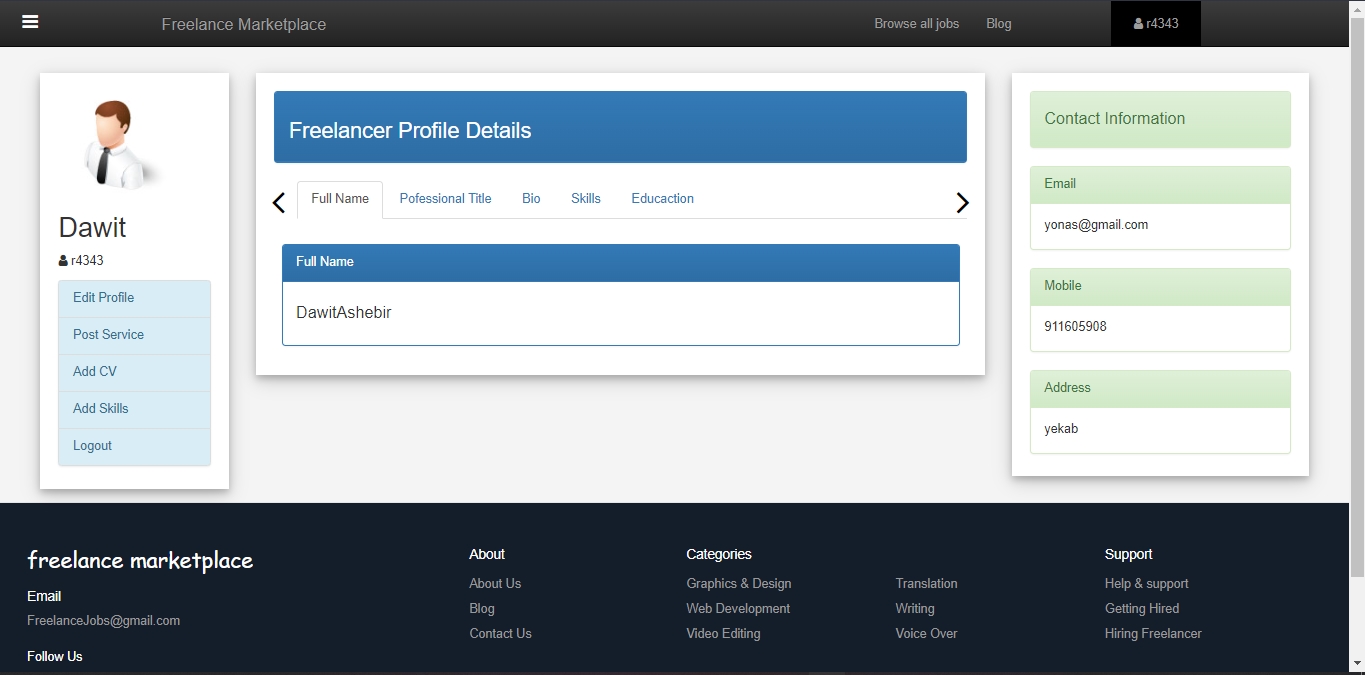 Freelance Marketplace
Browse all jobs
Blog
r4343
Dawit
r4343
Edit Profile
Post Service
Add CV
Add Skills
Logout
Freelancer Profile Details
Full Name
Pofessional Title
Bio
Skills
Educaction
Full Name
DawitAshebir
Contact Information
Email
yonas@gmail.com
Mobile
911605908
Address
yekab
freelance marketplace
Email
FreelanceJobs@gmail.com
Follow Us
About
About Us
Blog
Contact Us
Categories
Graphics & Design
Web Development
Video Editing
Translation
Writing
Voice Over
Support
Help & support
Getting Hired
Hiring Freelancer